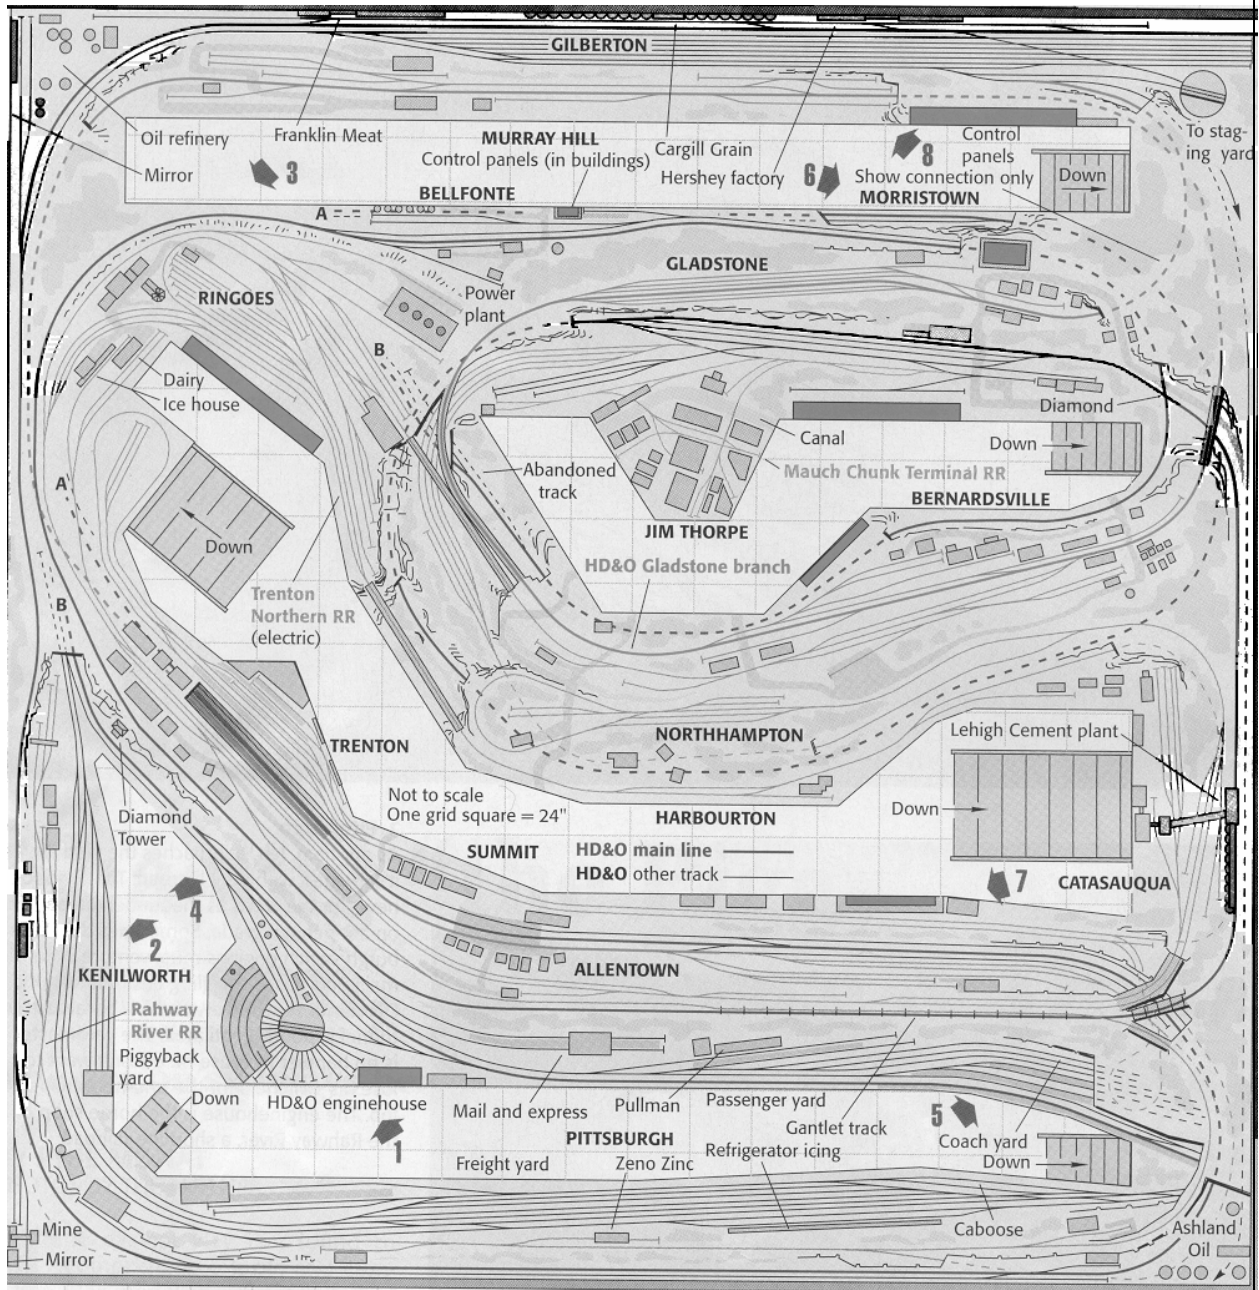 GILBERTON
Oil refinery
Franklin Meat
MURRAY HILL
Control panels (in buildings)
Cargill Grain
Control
panels
To stag-
ing yard
Mirror
3
Hershey factory
6
8
Show connection only
Down
BELLFONTE
MORRISTOWN
A
GLADSTONE
RINGOES
Power
plant
B
Dairy
Ice house
Diamond
Canal
Down
Abandoned
track
Mauch Chunk Terminal RR
A
BERNARDSVILLE
JIM THORPE
Down
HD&O Gladstone branch
Trenton
Northern RR
(electric)
B
Lehigh Cement plant
NORTHHAMPTON
TRENTON
Not to scale
One grid square = 24"
Down
Diamond
Tower
HARBOURTON
SUMMIT
HD&O main line
HD&O other track
7
CATASAUQUA
4
2
KENILWORTH
ALLENTOWN
Rahway
River RR
Piggyback
yard
Down
HD&O enginehouse
Mail and express
Pullman
Passenger yard
Gantlet track
5
Coach yard
1
PITTSBURGH
Refrigerator icing
Down
Freight yard
Zeno Zinc
Caboose
Mine
Mirror
Ashland
Oil